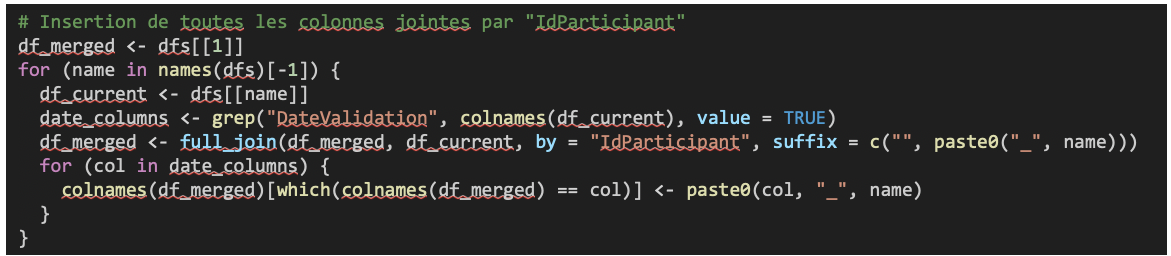 # Insertion de toutes les colonnes jointes par "IdParticipant"
df_merged <- dfs[[1]]
for (name in names(dfs)[-1]) {
  df_current <- dfs[[name]]
  date_columns <- grep("DateValidation", colnames(df_current), value = TRUE)
  df_merged <- full_join(df_merged, df_current, by = "IdParticipant", suffix = c("", paste0("_", name)))
  for (col in date_columns) {
    colnames(df_merged)[which(colnames(df_merged) == col)] <- paste0(col, "_", name)
  }
}